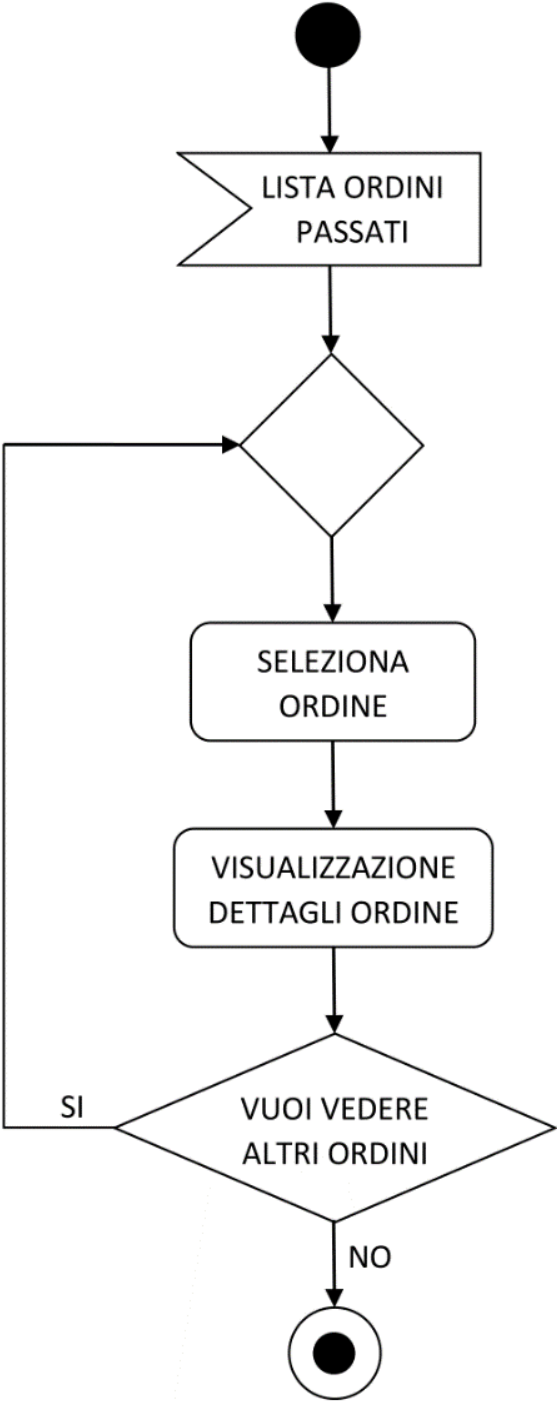 LISTA ORDINI
PASSATI
SELEZIONA
ORDINE
VISUALIZZAZIONE
DETTAGLI ORDINE
VUOI VEDERE
ALTRI ORDINI
SI
NO